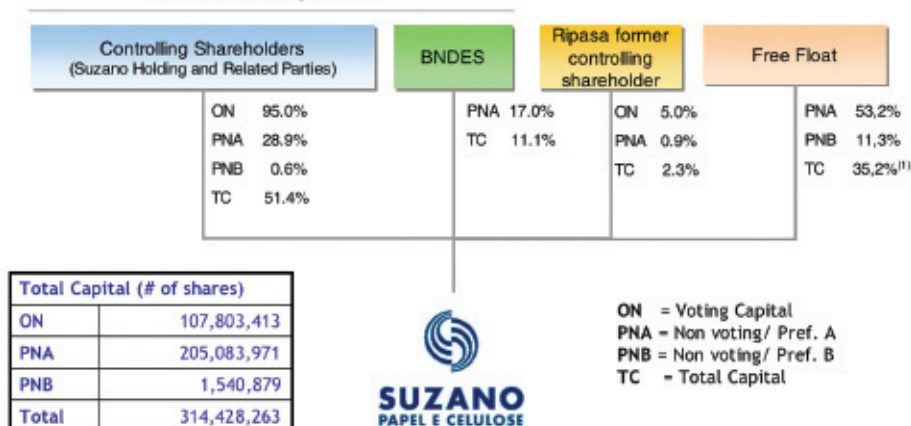 Controlling Shareholders
(Suzano Holding and Related Parties)
BNDES
Ripasa former
controlling
shareholder
Free Float
ON 95.0%
PNA 28.9%
PNB 0.6%
TC 51.4%
PNA 17.0%
TC 11.1%
ON 5.0%
PNA 0.9%
TC 2.3%
PNA 53,2%
PNB 11,3%
TC 35,2%(1)
Total Capital (# of shares)
ON 107,803,413
PNA 205,083,971
PNB 1,540,879
Total 314,428,263
SUZANO
PAPEL E CELULOSE
ON = Voting Capital
PNA = Non voting/ Pref. A
PNB = Non voting/ Pref. B
TC = Total Capital